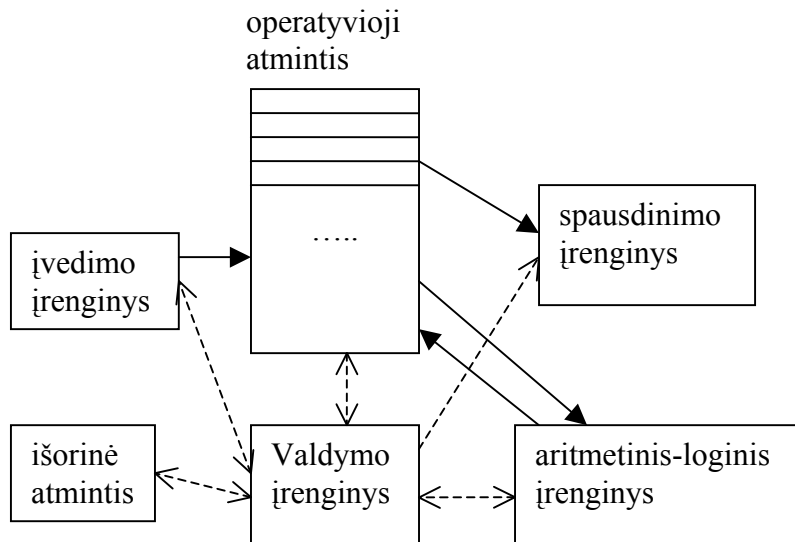 operatyvioji
atmintis
.....
spausdinimo
įrenginys
įvedimo
įrenginys
išorinė
atmintis
Valdymo
įrenginys
aritmetinis-loginis
įrenginys